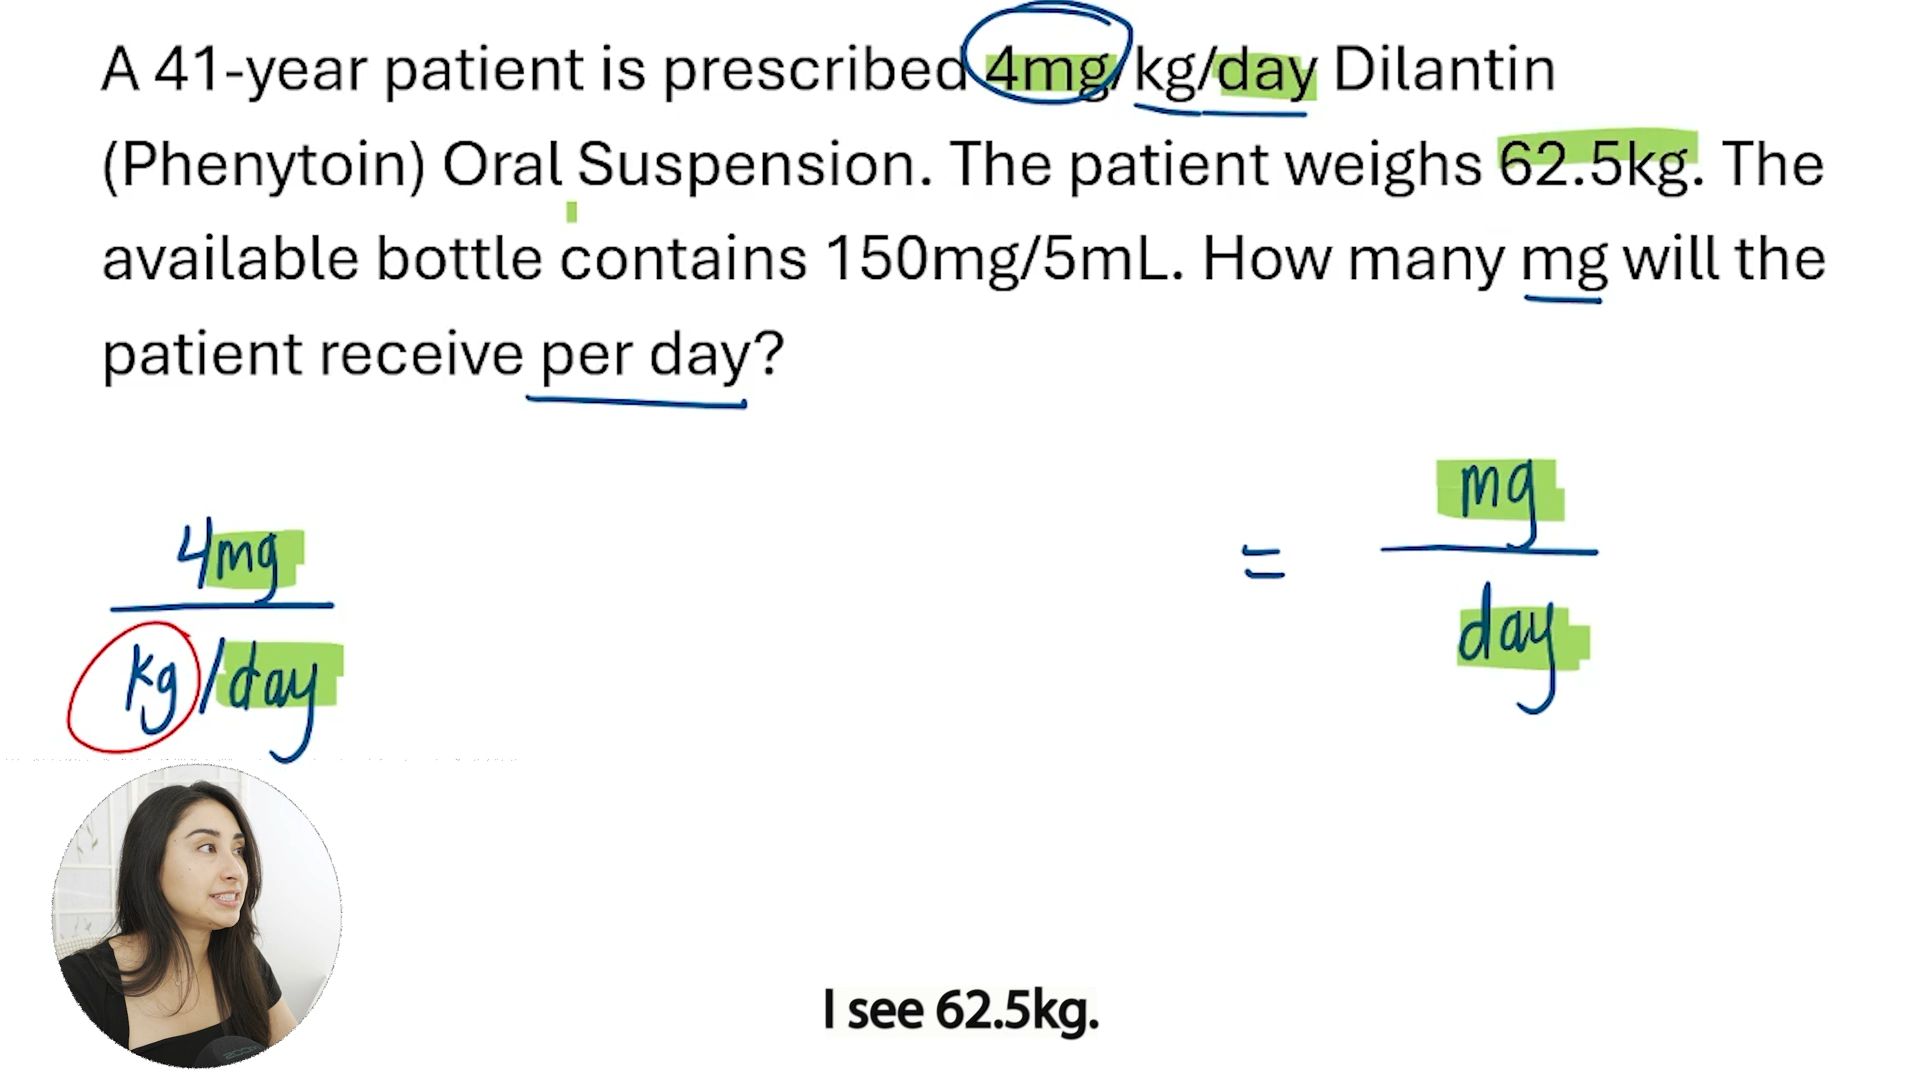 A 41-year patient is prescribed 4mg/kg/day Dilantin
(Phenytoin) Oral Suspension. The patient weighs 62.5kg. The
available bottle contains 150mg/5mL. How many mg will the
patient receive per day?
4mg
kg/day
=
mg
day
I see 62.5kg.